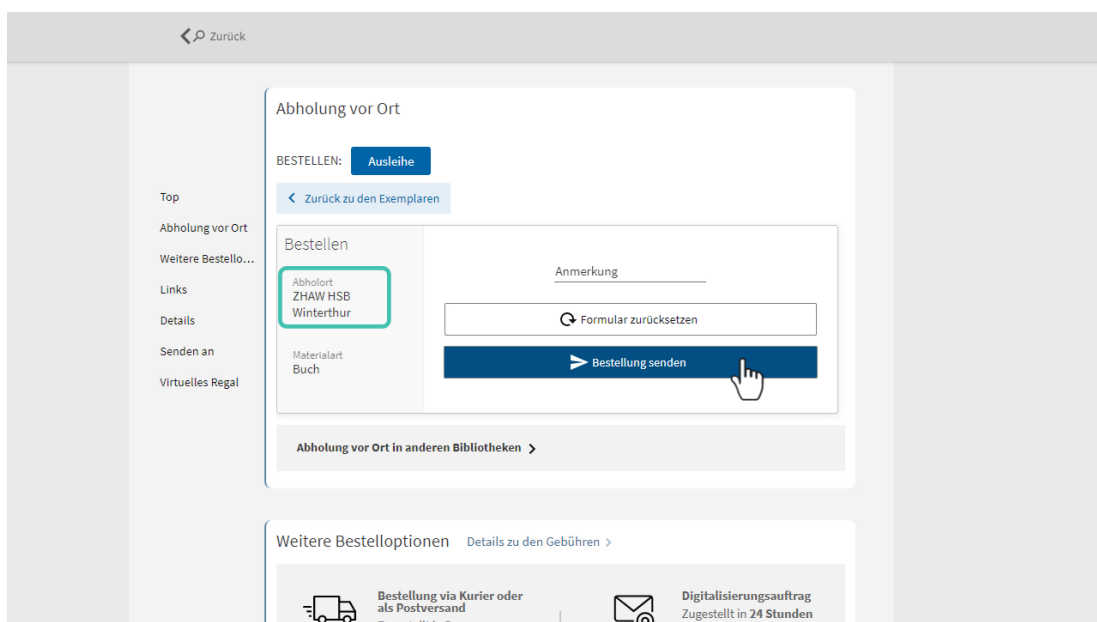 Zurück
Abholung vor Ort
BESTELLEN: Ausleihe
Zurück zu den Exemplaren
Top
Abholung vor Ort
Weitere Bestello...
Links
Details
Senden an
Virtuelles Regal
Bestellen
Abholort
ZHAW HSB
Winterthur
Materialart
Buch
Anmerkung
Formular zurücksetzen
Bestellung senden
Abholung vor Ort in anderen Bibliotheken
Weitere Bestelloptionen Details zu den Gebühren
Bestellung via Kurier oder
als Postversand
Digitalisierungsauftrag
Zugestellt in 24 Stunden